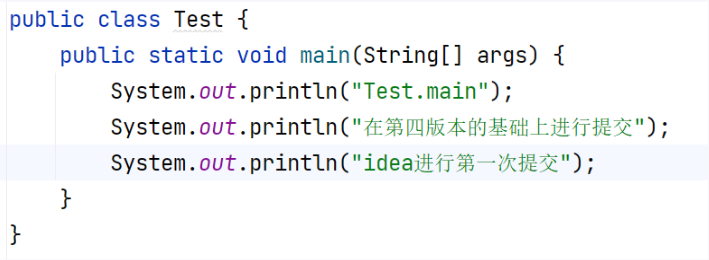 public class Test {
    public static void main(String[] args) {
        System.out.println("Test.main");
        System.out.println("在第四版本的基础上进行提交");
        System.out.println("idea进行第一次提交");
    }
}